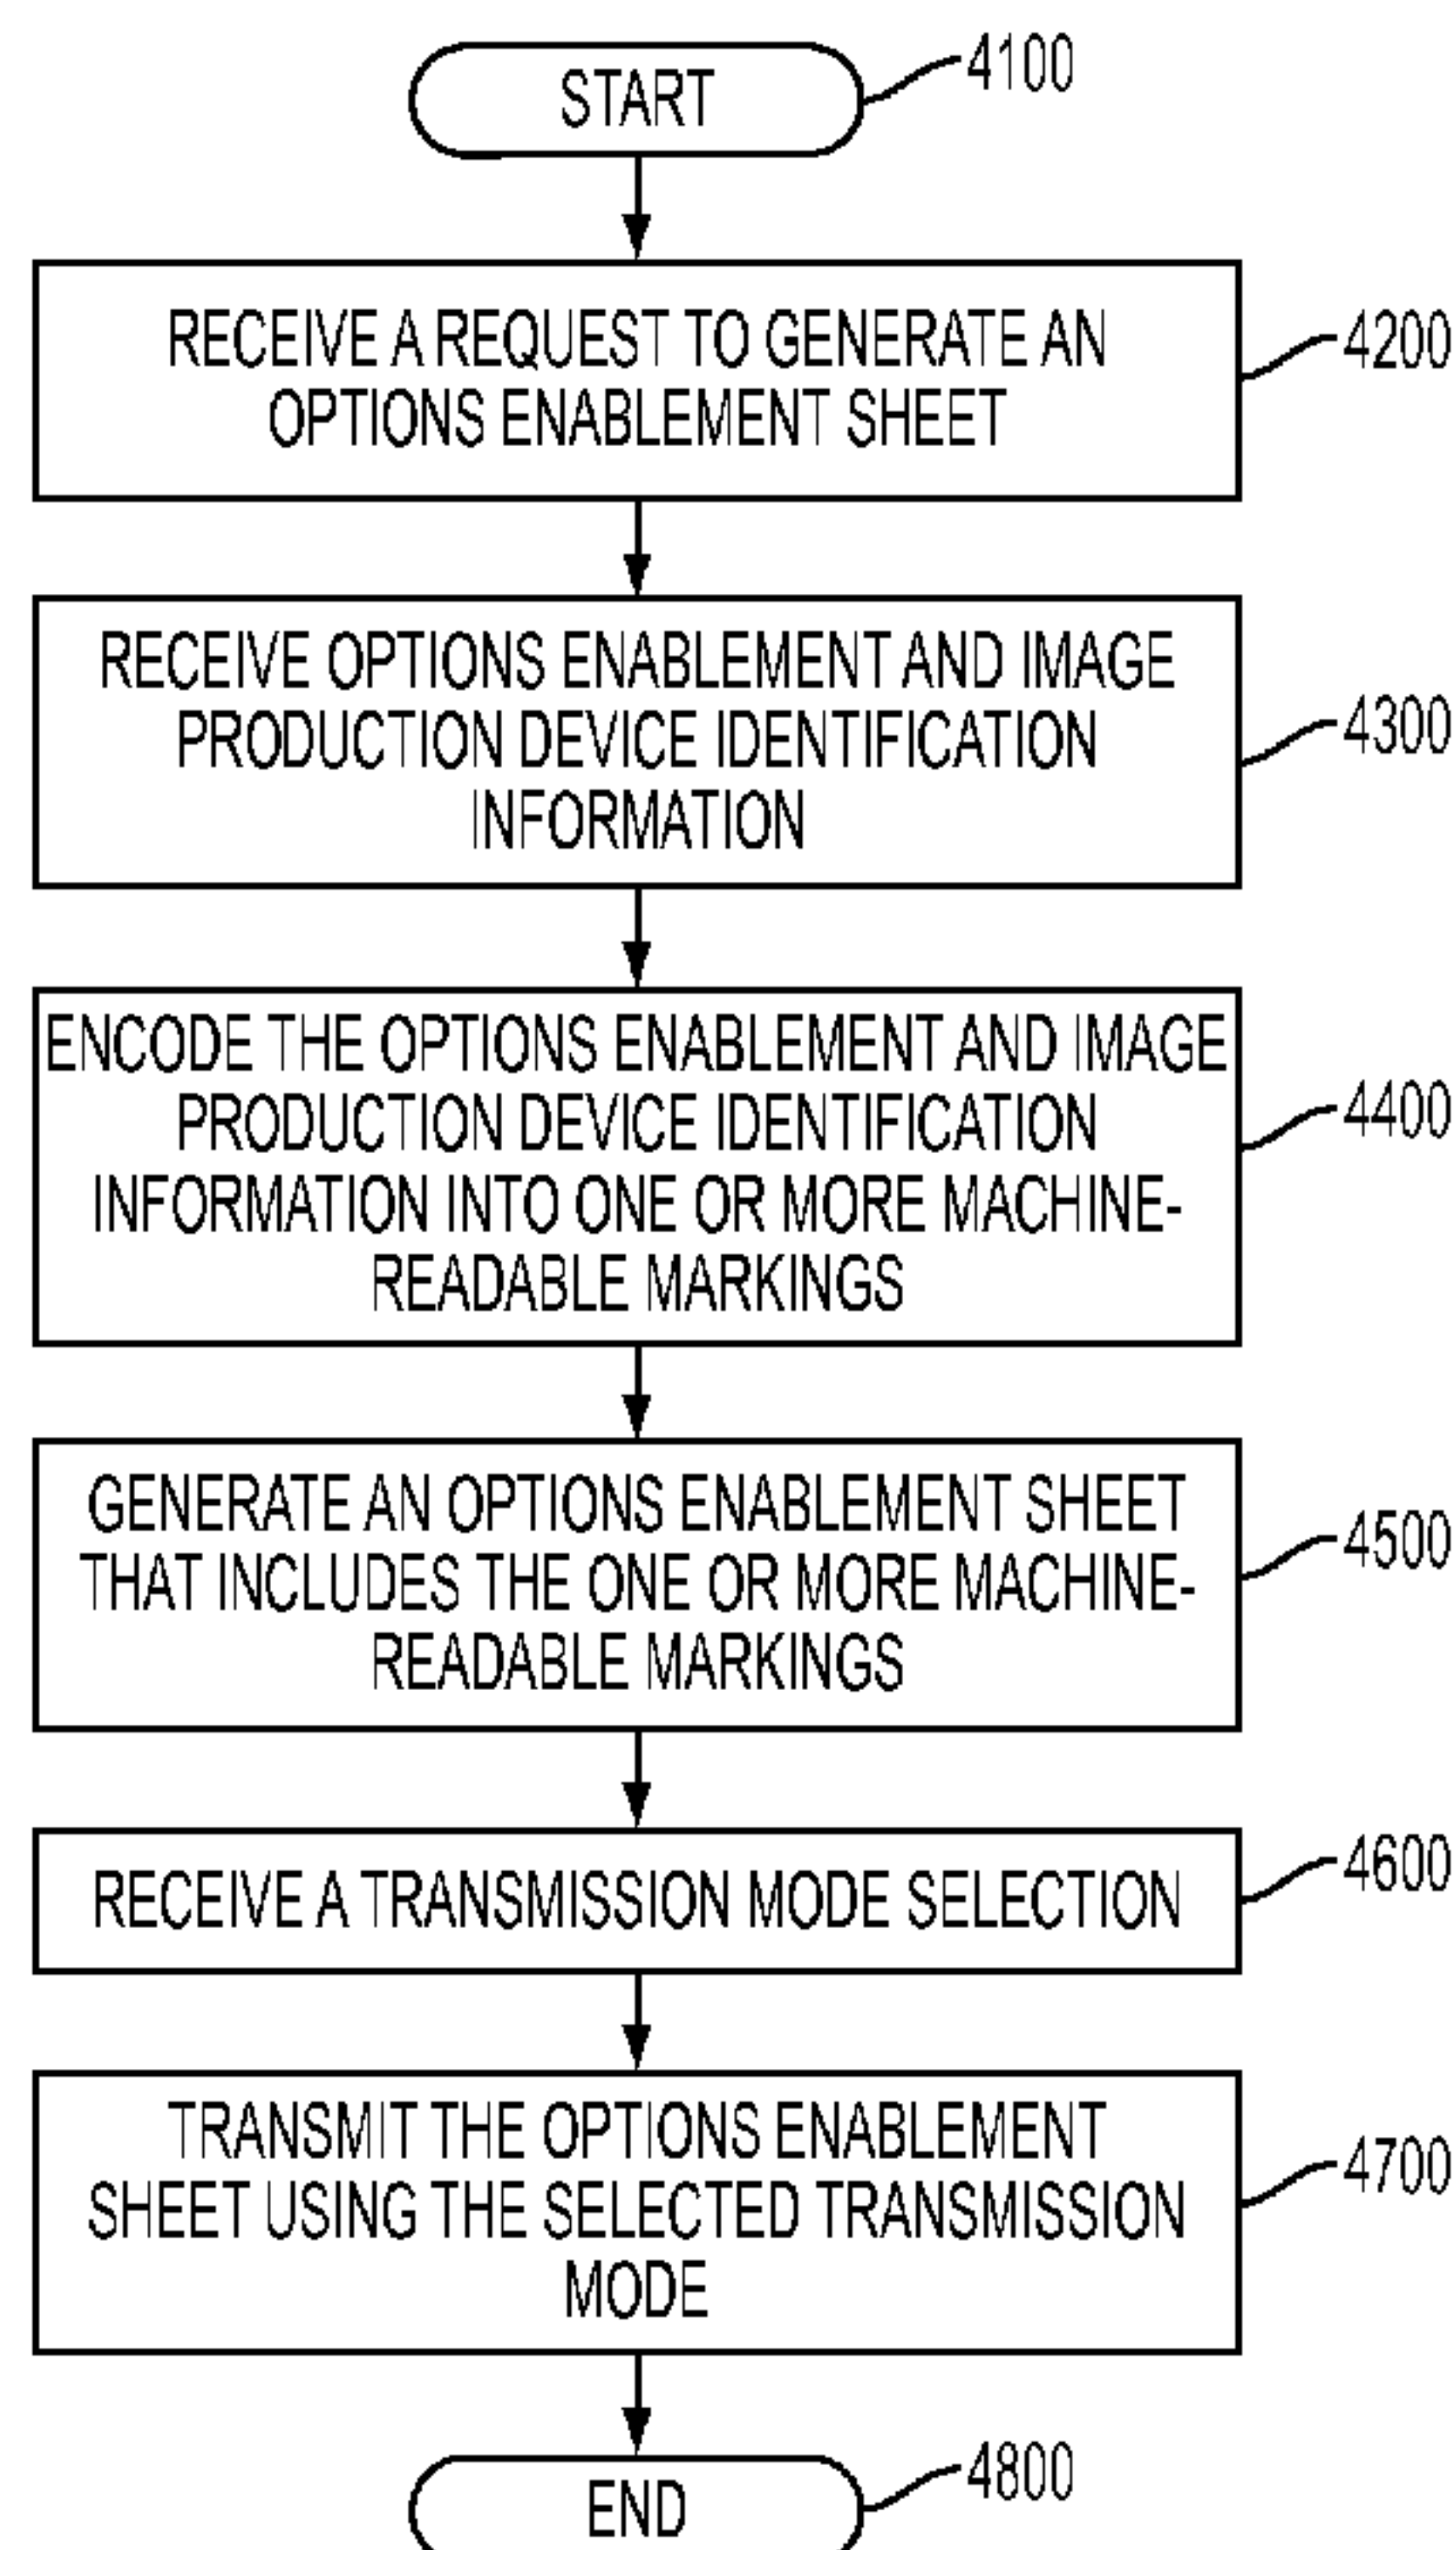 START
4100
RECEIVE A REQUEST TO GENERATE AN
OPTIONS ENABLEMENT SHEET
4200
RECEIVE OPTIONS ENABLEMENT AND IMAGE
PRODUCTION DEVICE IDENTIFICATION
INFORMATION
4300
ENCODE THE OPTIONS ENABLEMENT AND IMAGE
PRODUCTION DEVICE IDENTIFICATION
INFORMATION INTO ONE OR MORE MACHINE-
READABLE MARKINGS
4400
GENERATE AN OPTIONS ENABLEMENT SHEET
THAT INCLUDES THE ONE OR MORE MACHINE-
READABLE MARKINGS
4500
RECEIVE A TRANSMISSION MODE SELECTION
4600
TRANSMIT THE OPTIONS ENABLEMENT
SHEET USING THE SELECTED TRANSMISSION
MODE
4700
END
4800